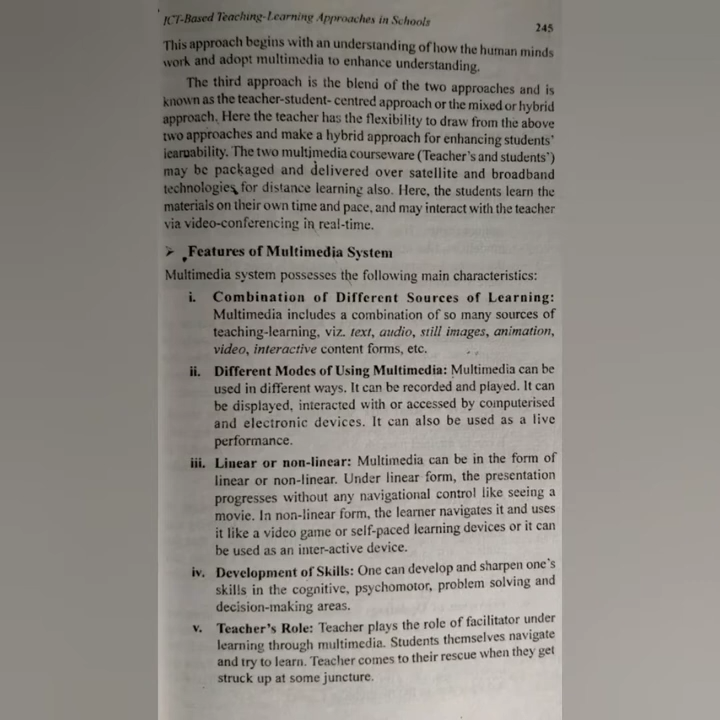 ICT-Based Teaching-Learning Approaches in Schools
245
This approach begins with an understanding of how the human minds
work and adopt multimedia to enhance understanding.
The third approach is the blend of the two approaches and is
known as the teacher-student- centred approach or the mixed or hybrid
approach. Here the teacher has the flexibility to draw from the above
two approaches and make a hybrid approach for enhancing students'
learnability. The two multimedia courseware (Teacher's and students')
may be packaged and delivered over satellite and broadband
technologies for distance learning also. Here, the students learn the
materials on their own time and pace, and may interact with the teacher
via video-conferencing in real-time.
➤ Features of Multimedia System
Multimedia system possesses the following main characteristics:
i. Combination of Different Sources of Learning:
Multimedia includes a combination of so many sources of
teaching-learning, viz. text, audio, still images, animation,
video, interactive content forms, etc.
ii. Different Modes of Using Multimedia: Multimedia can be
used in different ways. It can be recorded and played. It can
be displayed, interacted with or accessed by computerised
and electronic devices. It can also be used as a live
performance.
iii. Linear or non-linear: Multimedia can be in the form of
linear or non-linear. Under linear form, the presentation
progresses without any navigational control like seeing a
movie. In non-linear form, the learner navigates it and uses
it like a video game or self-paced learning devices or it can
be used as an inter-active device.
iv. Development of Skills: One can develop and sharpen one's
skills in the cognitive, psychomotor, problem solving and
decision-making areas.
v. Teacher's Role: Teacher plays the role of facilitator under
learning through multimedia. Students themselves navigate
and try to learn. Teacher comes to their rescue when they get
struck up at some juncture.